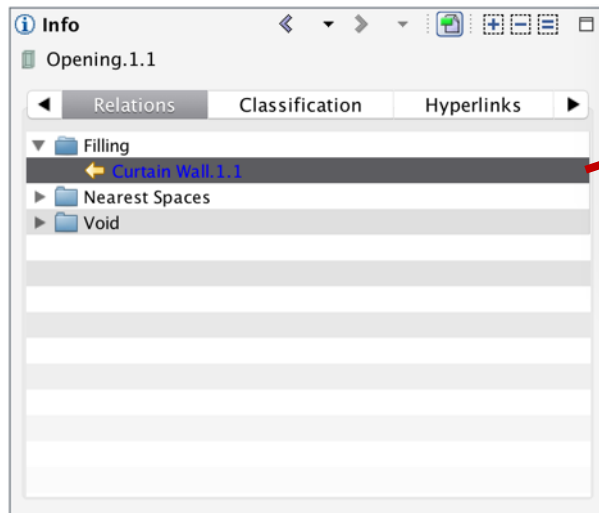 Info
Opening.1.1
Relations Classification Hyperlinks
Filling
Curtain Wall.1.1
Nearest Spaces
Void